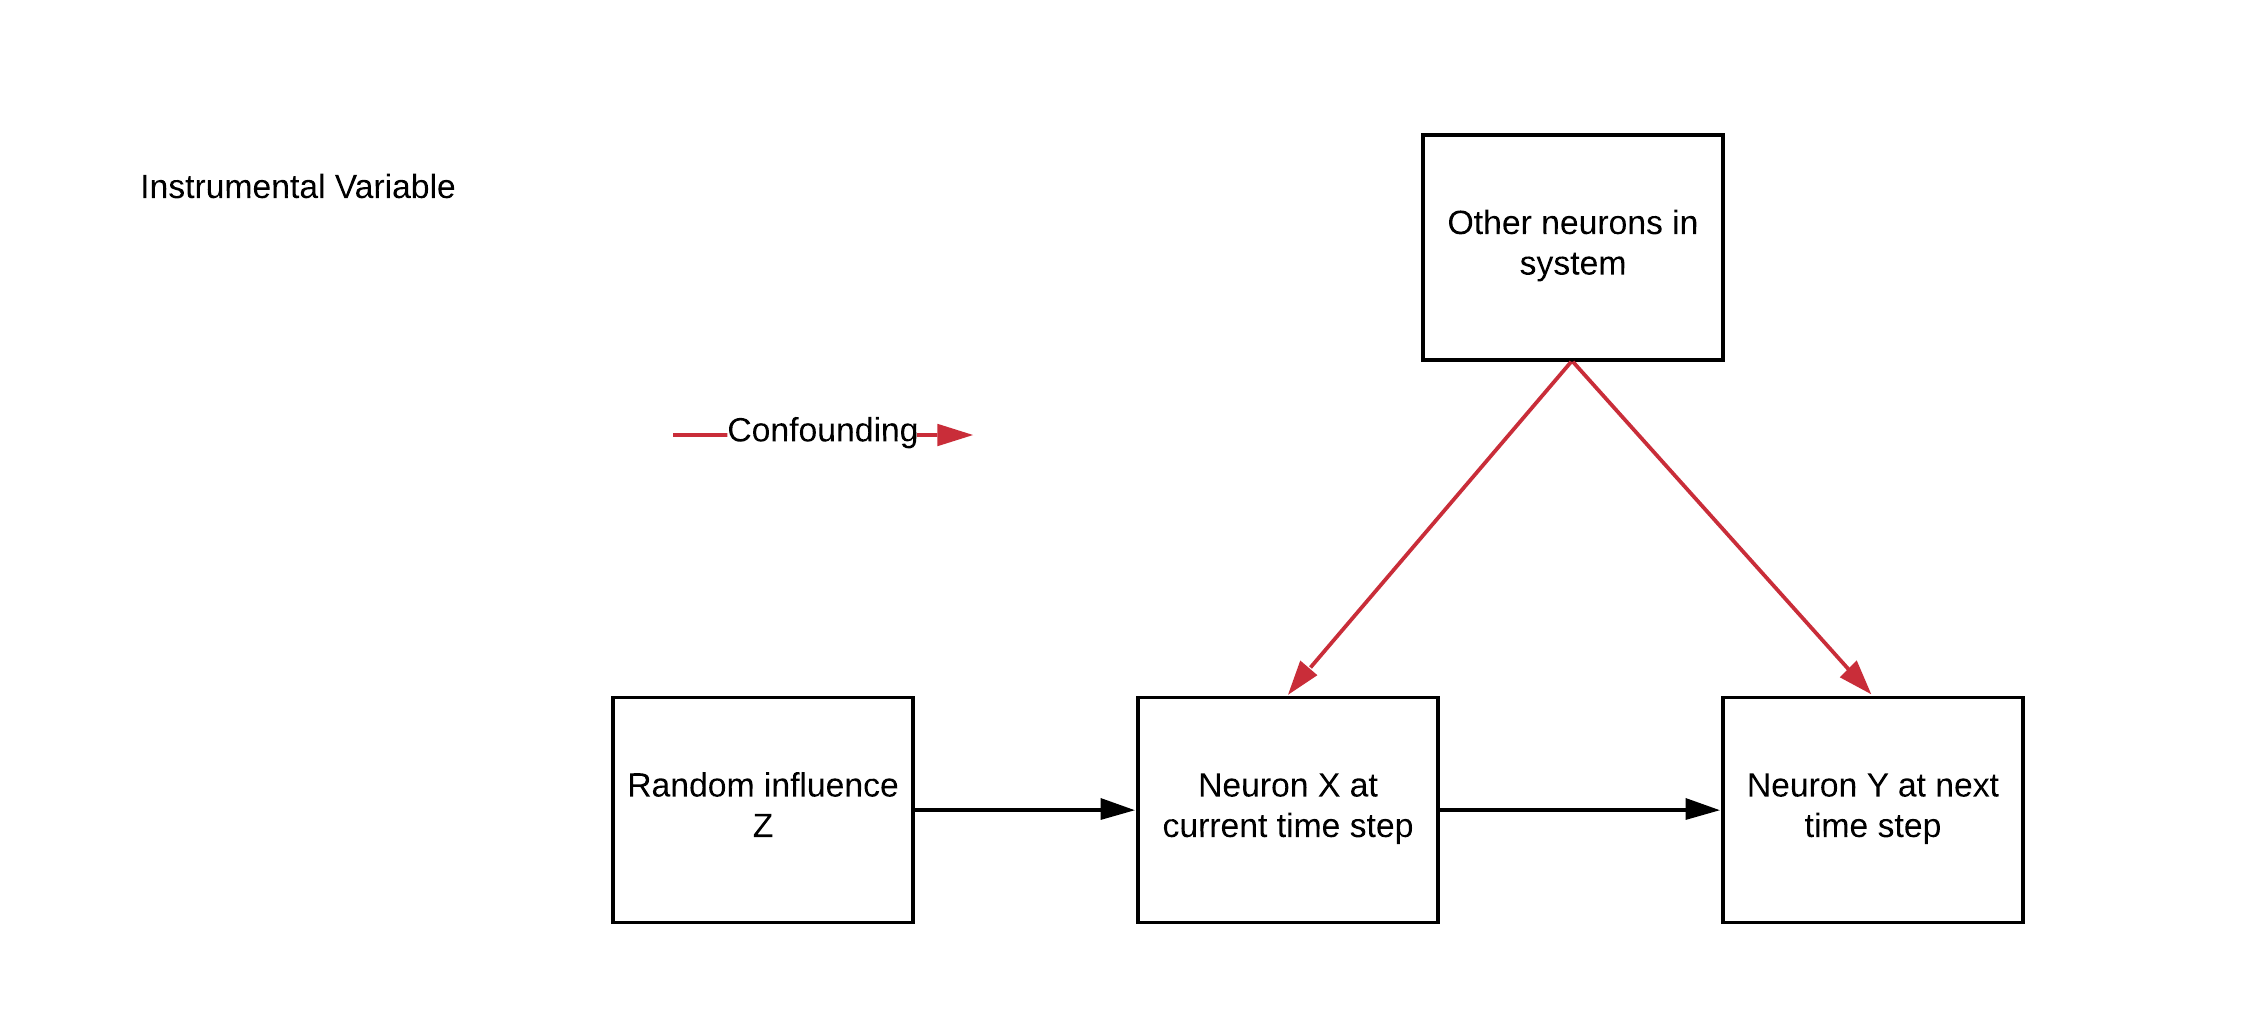 Instrumental Variable
Other neurons in
system
Confounding
Random influence
Z
Neuron X at
current time step
Neuron Y at next
time step